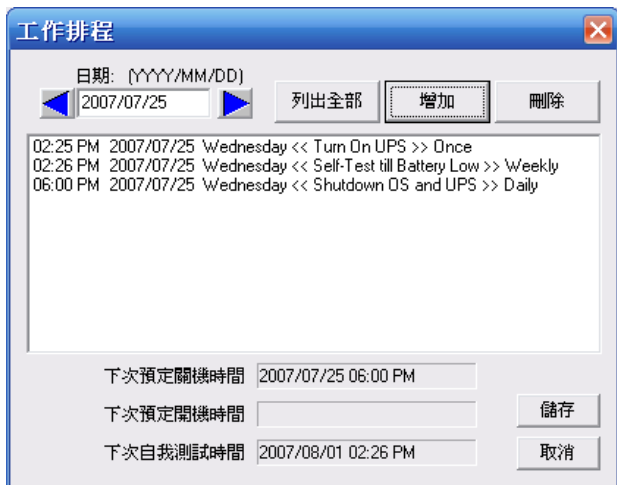 工作排程
日期: (YYYY/MM/DD)
2007/07/25
列出全部
增加
刪除
02:25 PM 2007/07/25 Wednesday << Turn On UPS >> Once
02:26 PM 2007/07/25 Wednesday << Self-Test till Battery Low >> Weekly
06:00 PM 2007/07/25 Wednesday << Shutdown OS and UPS >> Daily
下次預定關機時間 2007/07/25 06:00 PM
下次預定開機時間
儲存
下次自我測試時間 2007/08/01 02:26 PM
取消